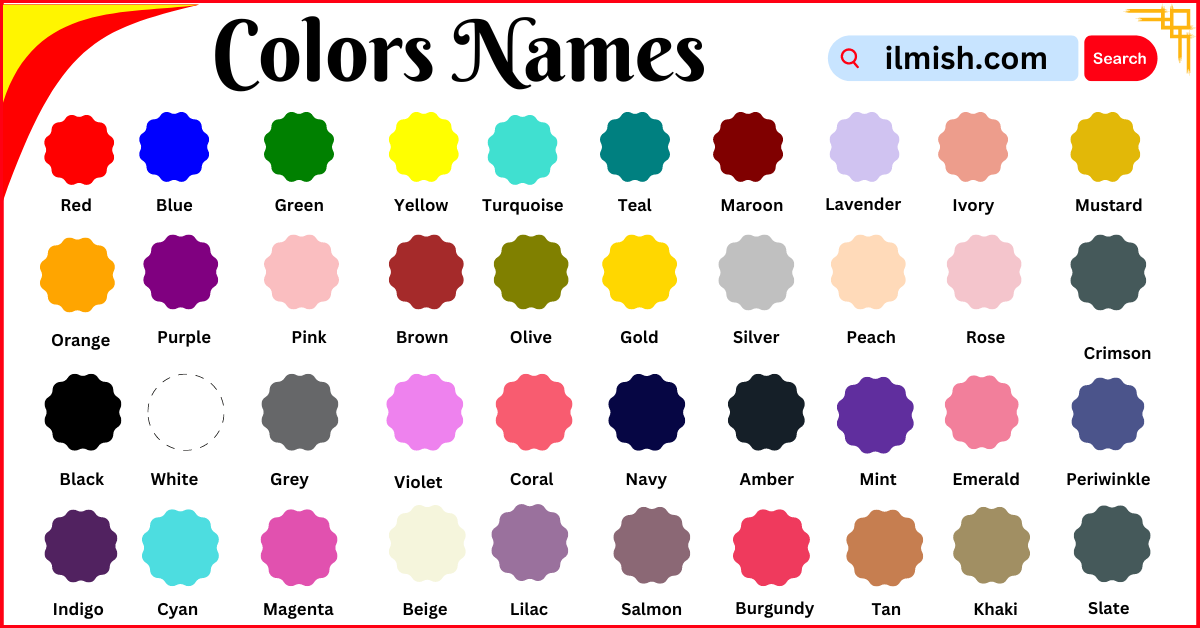 Colors Names
ilmish.com
Search
Red Blue Green Yellow Turquoise Teal Maroon Lavender Ivory Mustard
Orange Purple Pink Brown Olive Gold Silver Peach Rose Crimson
Black White Grey Violet Coral Navy Amber Mint Emerald Periwinkle
Indigo Cyan Magenta Beige Lilac Salmon Burgundy Tan Khaki Slate